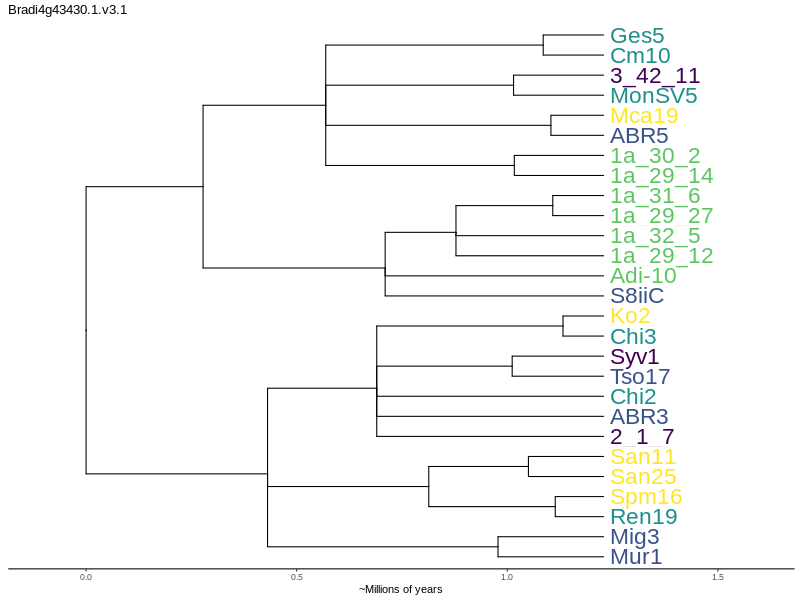 Bradi4g43430.1.v3.1
Ges5
Cm10
3_42_11
MonSV5
Mca19
ABR5
1a_30_2
1a_29_14
1a_31_6
1a_29_27
1a_32_5
1a_29_12
Adi-10
S8iiC
Ko2
Chi3
Syv1
Tso17
Chi2
ABR3
2_1_7
San11
San25
Spm16
Ren19
Mig3
Mur1
0.0 0.5 1.0 1.5
~Millions of years